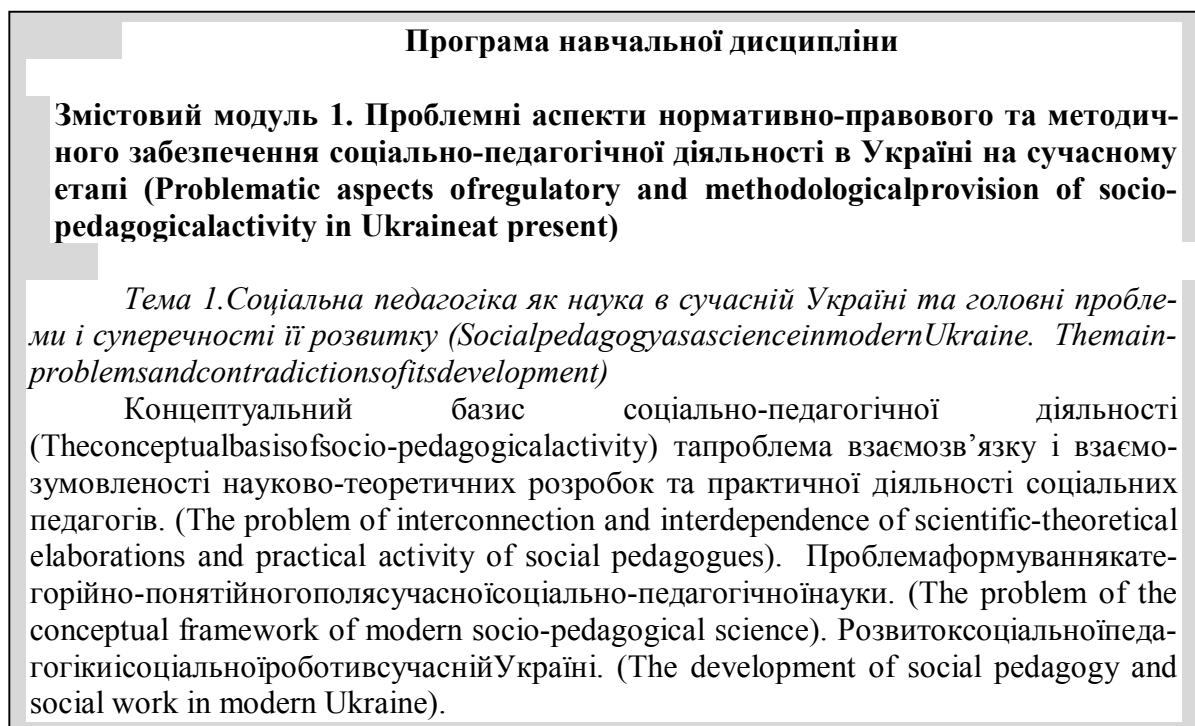 Програма навчальної дисципліни
Змістовий модуль 1. Проблемні аспекти нормативно-правового та методич-
ного забезпечення соціально-педагогічної діяльності в Україні на сучасному
етапі (Problematic aspects ofregulatory and methodologicalprovision of socio-
pedagogicalactivity in Ukraineat present)
Тема 1.Соціальна педагогіка як наука в сучасній Україні та головні пробле-
ми і суперечності її розвитку (SocialpedagogyasascienceinmodernUkraine. Themain-
problemsandcontradictionsofitsdevelopment)
Концептуальний базис соціально-педагогічної діяльності
(Theconceptualbasisofsocio-pedagogicalactivity) тапроблема взаємозв’язку і взаємо-
зумовленості науково-теоретичних розробок та практичної діяльності соціальних
педагогів. (The problem of interconnection and interdependence of scientific-theoretical
elaborations and practical activity of social pedagogues). Проблемаформуваннякате-
горійно-понятійногополясучасноїсоціально-педагогічноїнауки. (The problem of the
conceptual framework of modern socio-pedagogical science). Розвитоксоціальноїпеда-
гогікиісоціальноїроботивсучаснійУкраїні. (The development of social pedagogy and
social work in modern Ukraine).